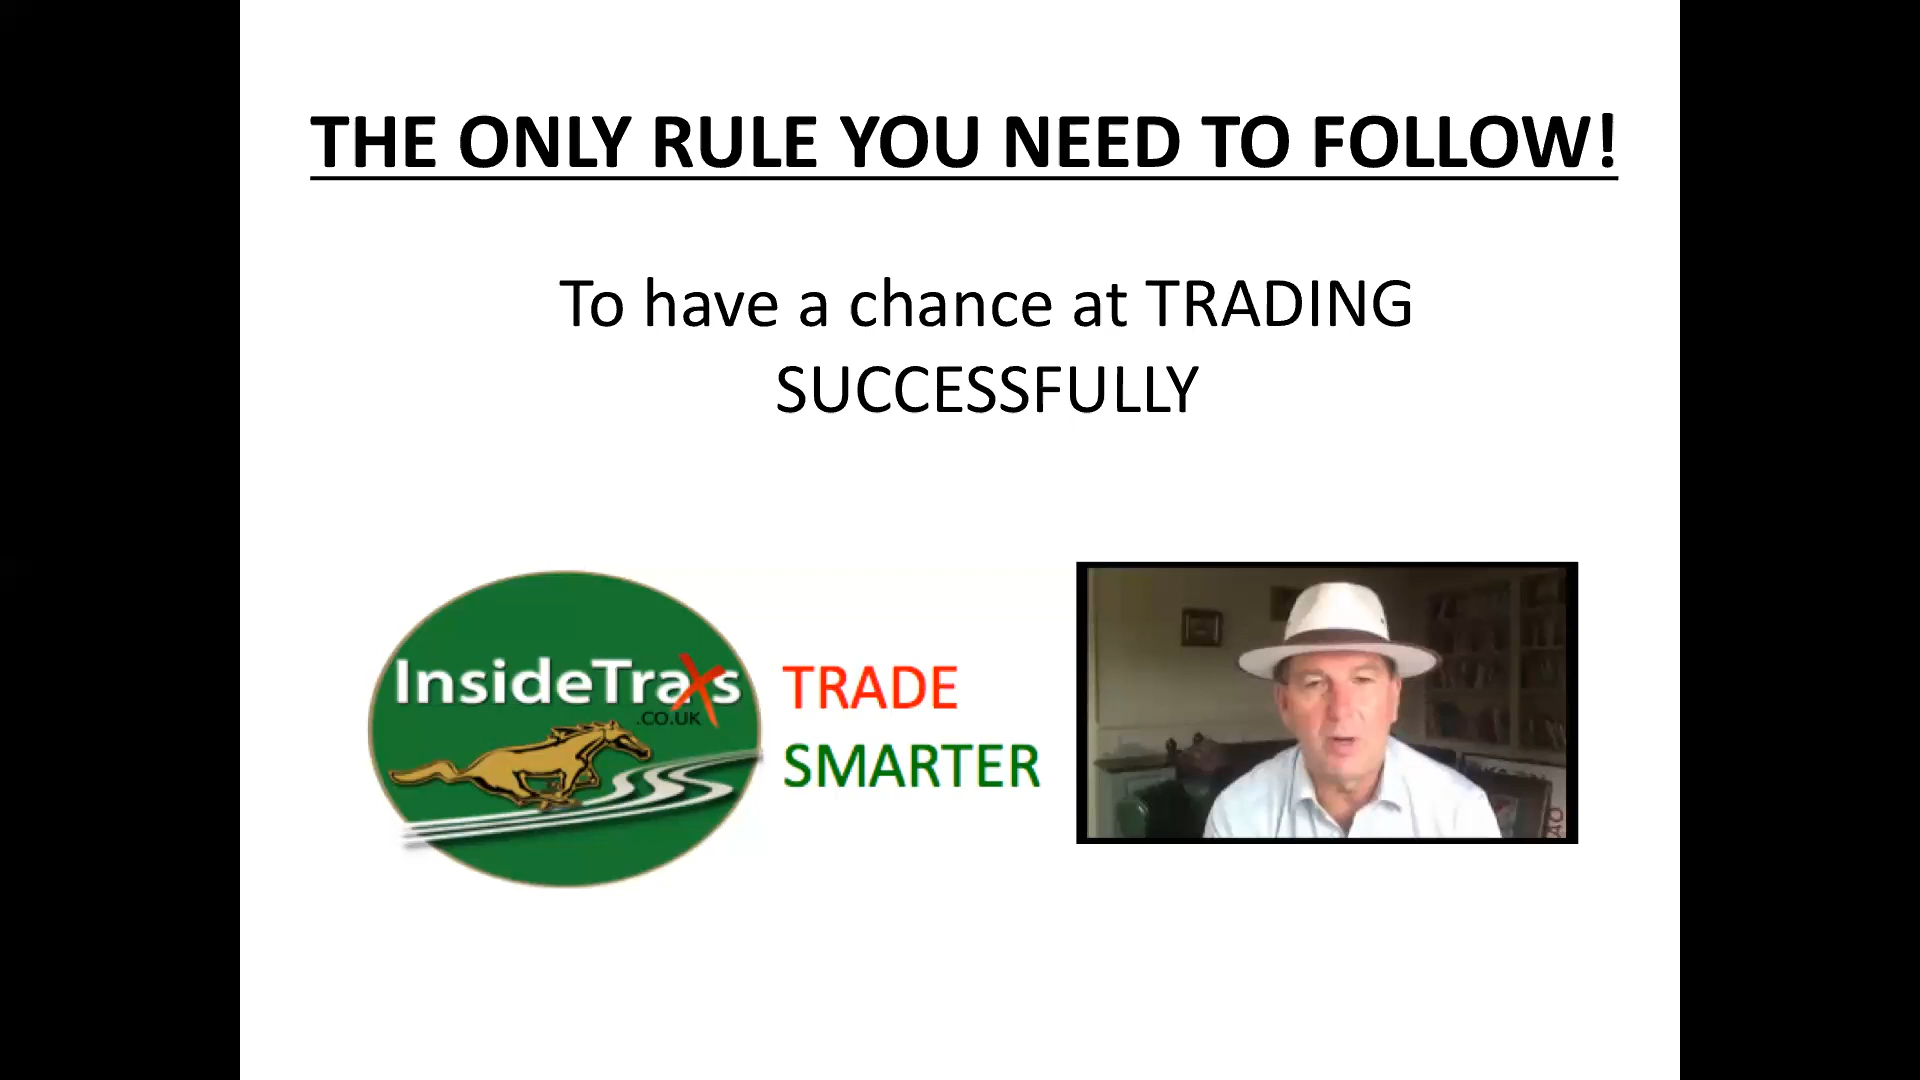 THE ONLY RULE YOU NEED TO FOLLOW!
To have a chance at TRADING
SUCCESSFULLY
InsideTraXs
.CO.UK
TRADE
SMARTER